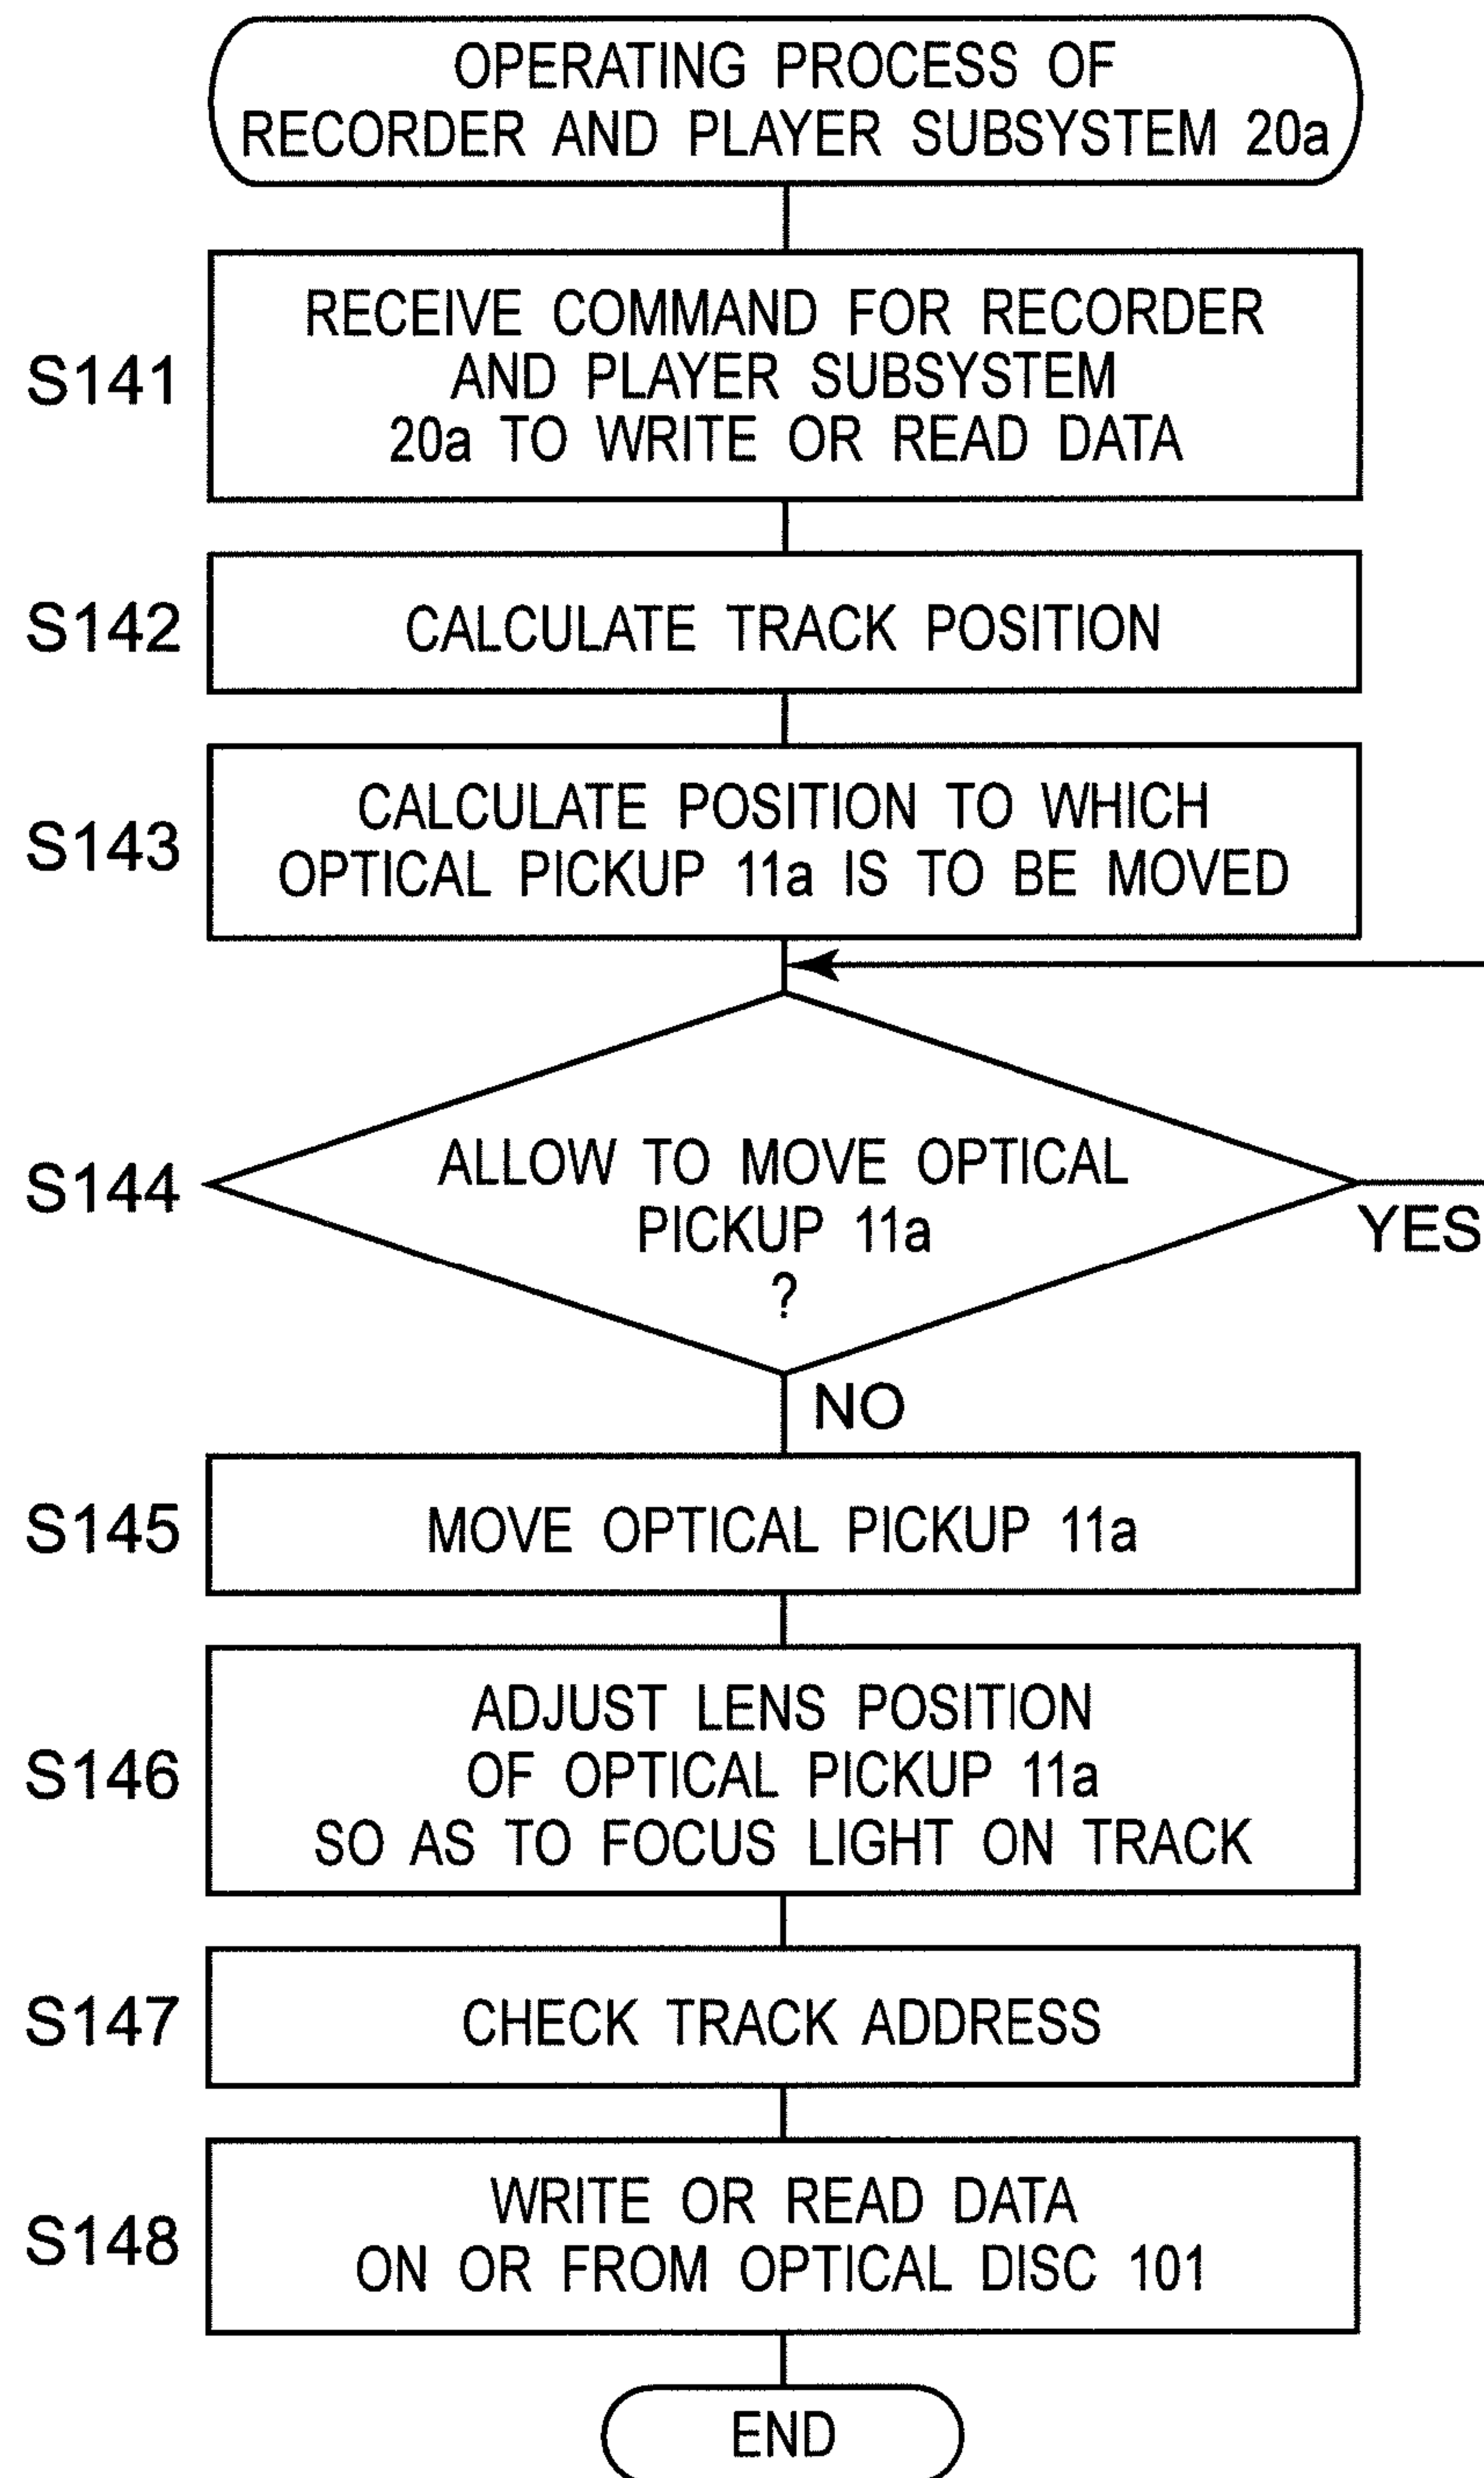 OPERATING PROCESS OF
RECORDER AND PLAYER SUBSYSTEM 20a
S141
RECEIVE COMMAND FOR RECORDER
AND PLAYER SUBSYSTEM
20a TO WRITE OR READ DATA
S142
CALCULATE TRACK POSITION
S143
CALCULATE POSITION TO WHICH
OPTICAL PICKUP 11a IS TO BE MOVED
S144
ALLOW TO MOVE OPTICAL
PICKUP 11a
?
YES
NO
S145
MOVE OPTICAL PICKUP 11a
S146
ADJUST LENS POSITION
OF OPTICAL PICKUP 11a
SO AS TO FOCUS LIGHT ON TRACK
S147
CHECK TRACK ADDRESS
S148
WRITE OR READ DATA
ON OR FROM OPTICAL DISC 101
END